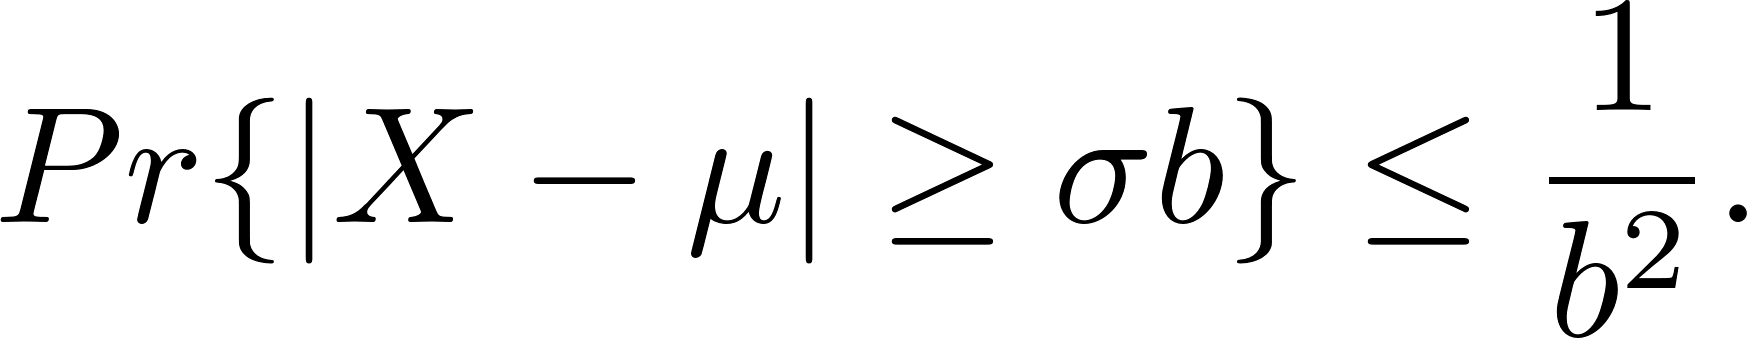 Pr{|X − μ| ≥ σb} ≤ 1/b².